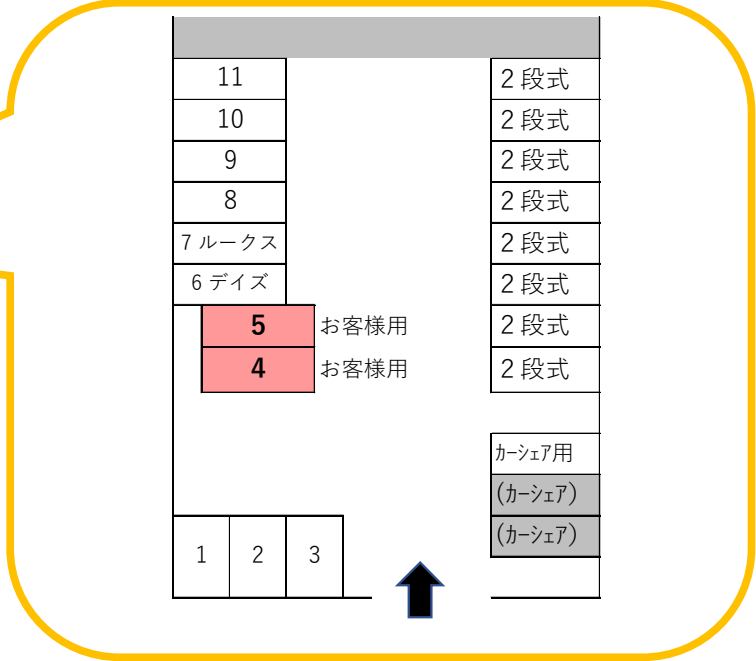 11 2段式
10 2段式
9 2段式
8 2段式
7 ルークス 2段式
6 デイズ 2段式
5 お客様用 2段式
4 お客様用 2段式
ｶｰｼｪｱ用
(ｶｰｼｪｱ)
(ｶｰｼｪｱ)
1 2 3